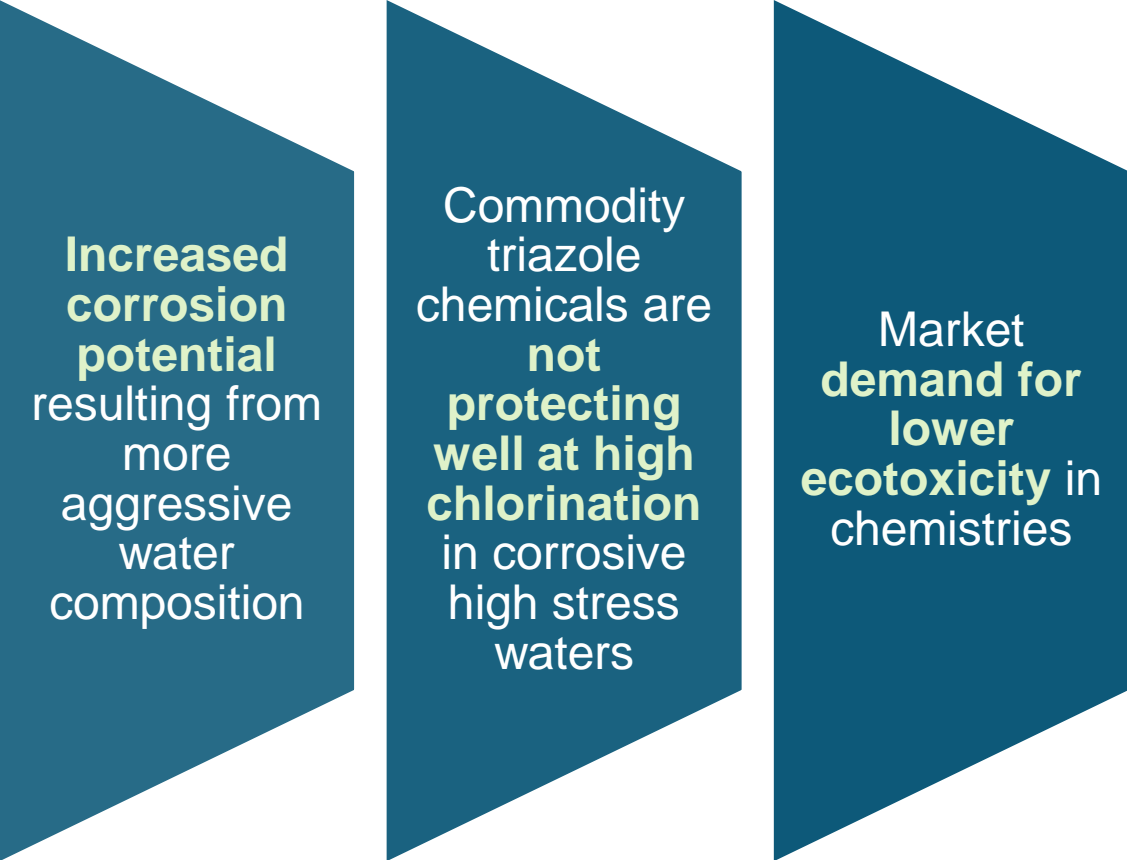 Increased
corrosion
potential
resulting from
more
aggressive
water
composition
Commodity
triazole
chemicals are
not
protecting
well at high
chlorination
in corrosive
high stress
waters
Market
demand for
lower
ecotoxicity in
chemistries